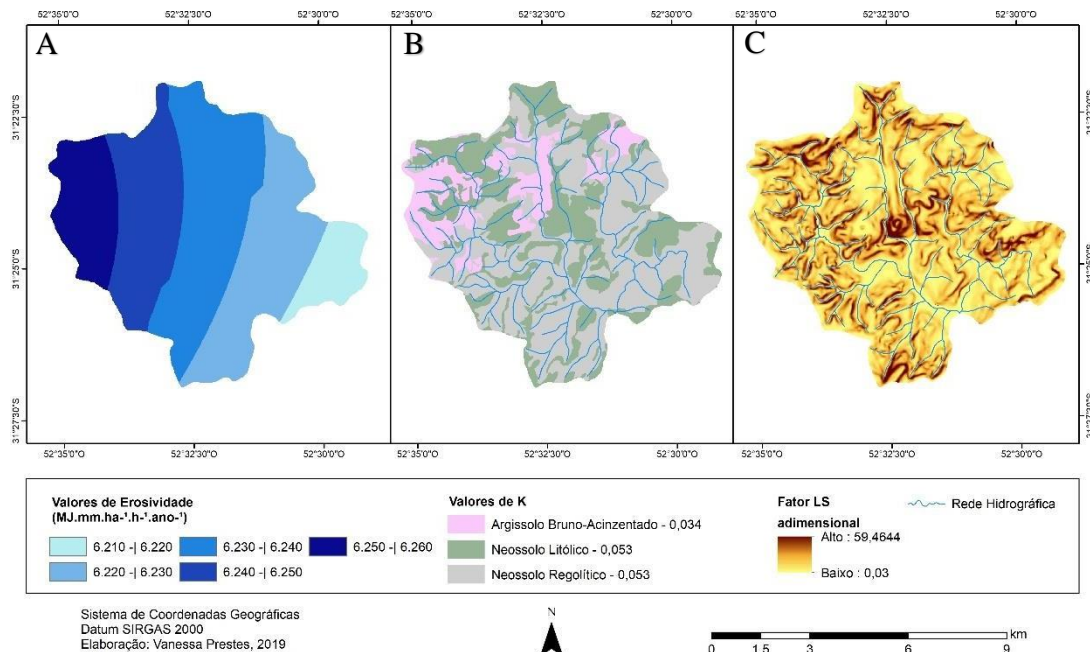 52°35'0"O 52°32'30"O 52°30'0"O 52°35'0"O 52°32'30"O 52°30'0"O
A B C
31°22'30"S 31°22'30"S
31°25'0"S 31°25'0"S
31°27'30"S 31°27'30"S
52°35'0"O 52°32'30"O 52°30'0"O 52°35'0"O 52°32'30"O 52°30'0"O 52°35'0"O 52°32'30"O 52°30'0"O
Valores de Erosividade
(MJ.mm.ha-¹.h-¹.ano-¹)
6.210 -| 6.220 6.230 -| 6.240 6.250 -| 6.260
6.220 -| 6.230 6.240 -| 6.250
Valores de K
Argissolo Bruno-Acinzentado - 0,034
Neossolo Litólico - 0,053
Neossolo Regolítico - 0,053
Fator LS
adimensional
Alto : 59,4644
Baixo : 0,03
Rede Hidrográfica
Sistema de Coordenadas Geográficas
Datum SIRGAS 2000
Elaboração: Vanessa Prestes, 2019
N
km
0 1,5 3 6 9